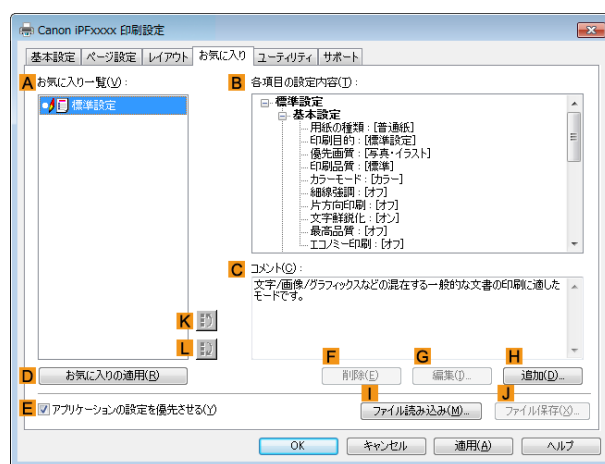 Canon iPFxxxx 印刷設定
基本設定 ページ設定 レイアウト お気に入り ユーティリティ サポート
A お気に入り一覧(V):
標準設定
B 各項目の設定内容(T):
標準設定
基本設定
用紙の種類:[普通紙]
印刷目的:[標準設定]
優先画質:[写真・イラスト]
印刷品質:[標準]
カラーモード:[カラー]
細線強調:[オフ]
片方向印刷:[オフ]
文字鮮鋭化:[オン]
最高品質:[オフ]
エコノミー印刷:[オフ]
C コメント(C):
文字/画像/グラフィックスなどの混在する一般的な文書の印刷に適した
モードです。
K
L
D お気に入りの適用(R)
F 削除(E)
G 編集(I)...
H 追加(D)...
E アプリケーションの設定を優先させる(Y)
I ファイル読み込み(M)...
J ファイル保存(X)...
OK キャンセル 適用(A) ヘルプ